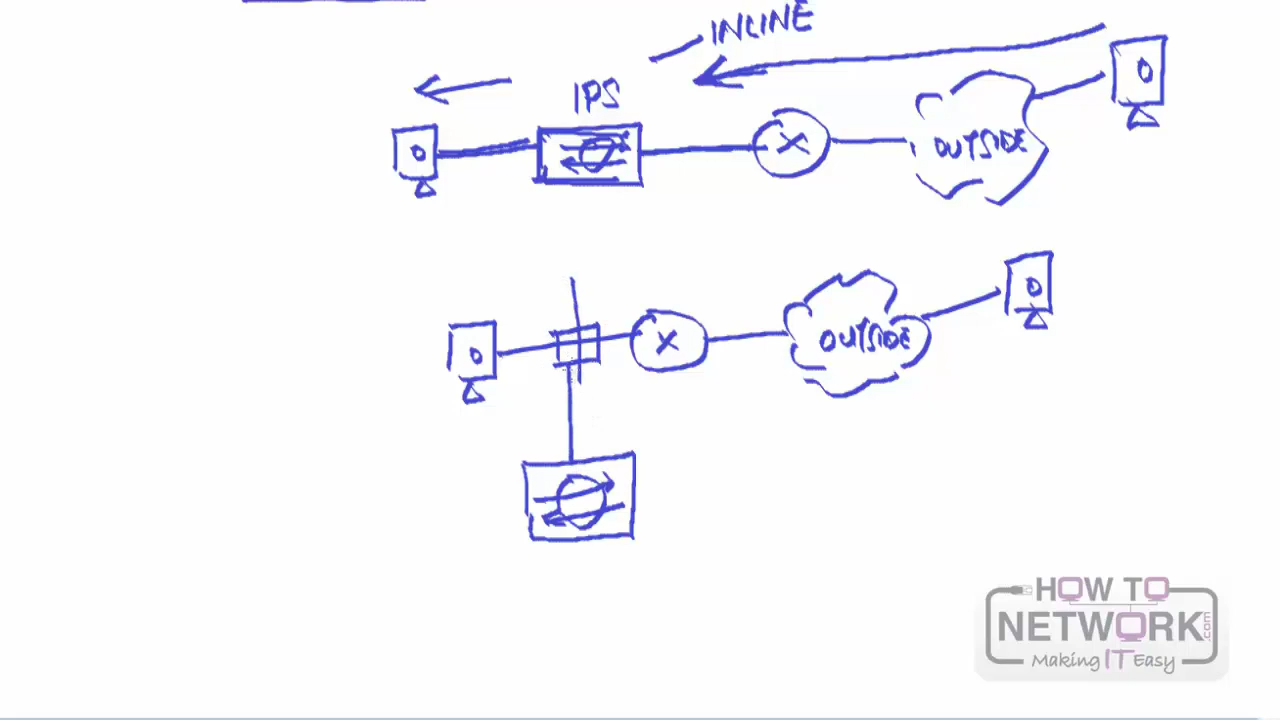 INLINE
IPS
OUTSIDE
OUTSIDE
HOW TO
NETWORK.com
Making IT Easy